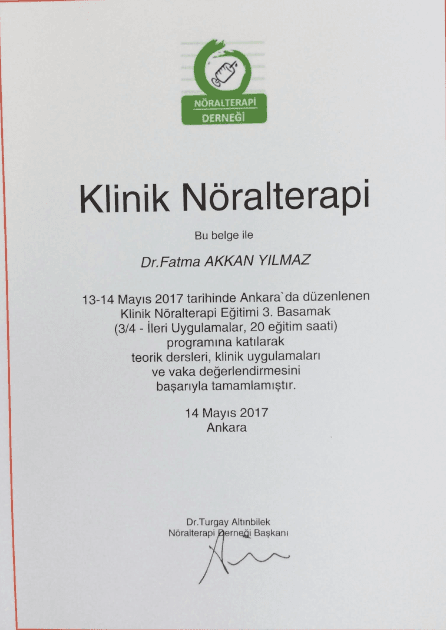 NÖRALTERAPİ
DERNEĞİ
Klinik Nöralterapi
Bu belge ile
Dr.Fatma AKKAN YILMAZ
13-14 Mayıs 2017 tarihinde Ankara`da düzenlenen
Klinik Nöralterapi Eğitimi 3. Basamak
(3/4 - İleri Uygulamalar, 20 eğitim saati)
programına katılarak
teorik dersleri, klinik uygulamaları
ve vaka değerlendirmesini
başarıyla tamamlamıştır.
14 Mayıs 2017
Ankara
Dr.Turgay Altınbilek
Nöralterapi Derneği Başkanı